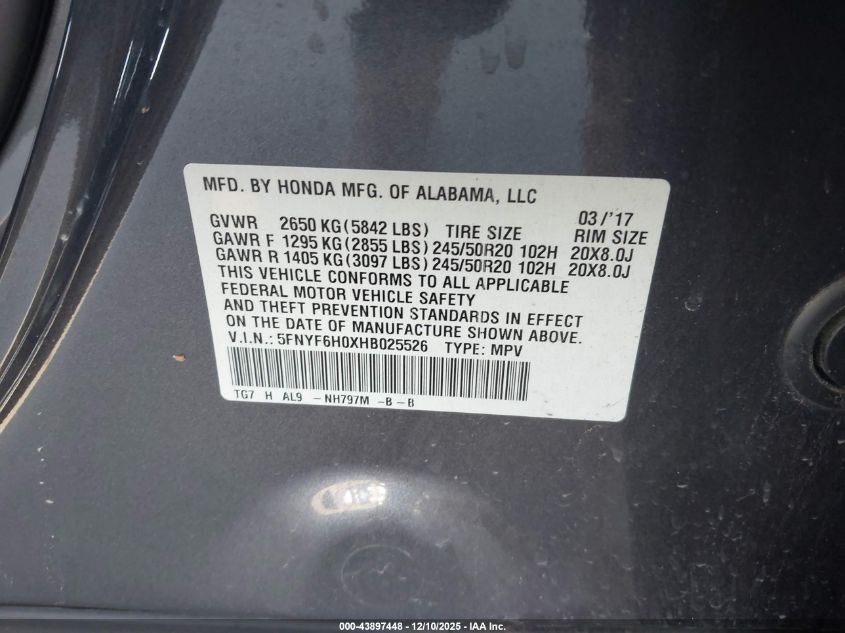 MFD. BY HONDA MFG. OF ALABAMA, LLC
03/'17
GVWR 2650 KG(5842 LBS) TIRE SIZE RIM SIZE
GAWR F 1295 KG(2855 LBS)245/50R20 102H 20X8.0J
GAWR R 1405 KG(3097 LBS)245/50R20 102H 20X8.0J
THIS VEHICLE CONFORMS TO ALL APPLICABLE
FEDERAL MOTOR VEHICLE SAFETY
AND THEFT PREVENTION STANDARDS IN EFFECT
ON THE DATE OF MANUFACTURE SHOWN ABOVE.
V.I.N.: 5FNYF6H0XHB025526 TYPE: MPV
TG7 H AL9 -NH797M -B-B
000-43897448 - 12/10/2025 - IAA Inc.